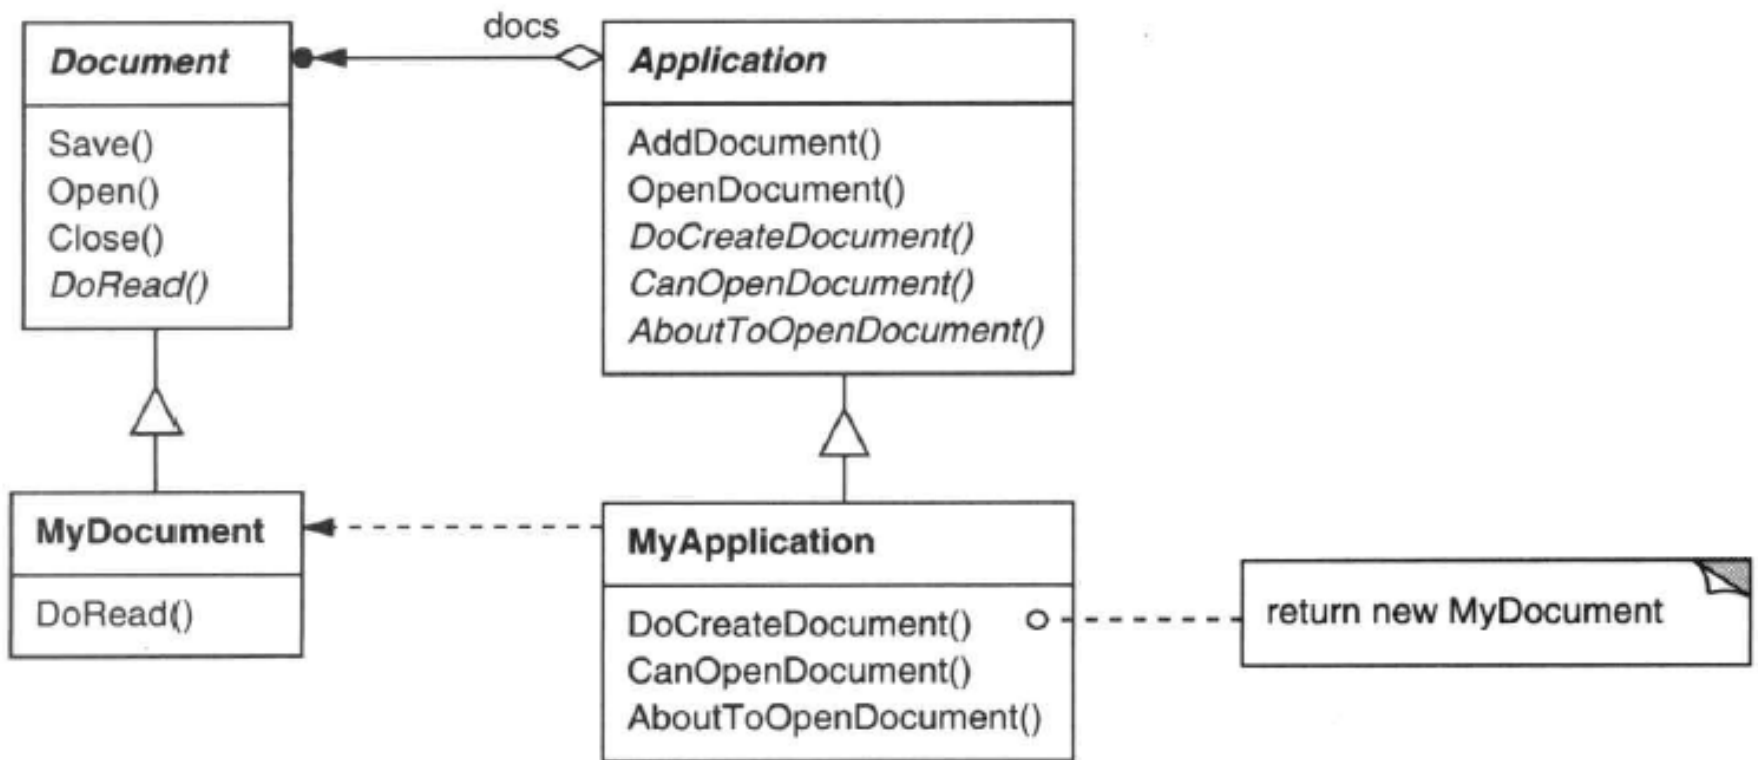 docs
Document
Save()
Open()
Close()
DoRead()
Application
AddDocument()
OpenDocument()
DoCreateDocument()
CanOpenDocument()
AboutToOpenDocument()
MyDocument
DoRead()
MyApplication
DoCreateDocument()
CanOpenDocument()
AboutToOpenDocument()
return new MyDocument